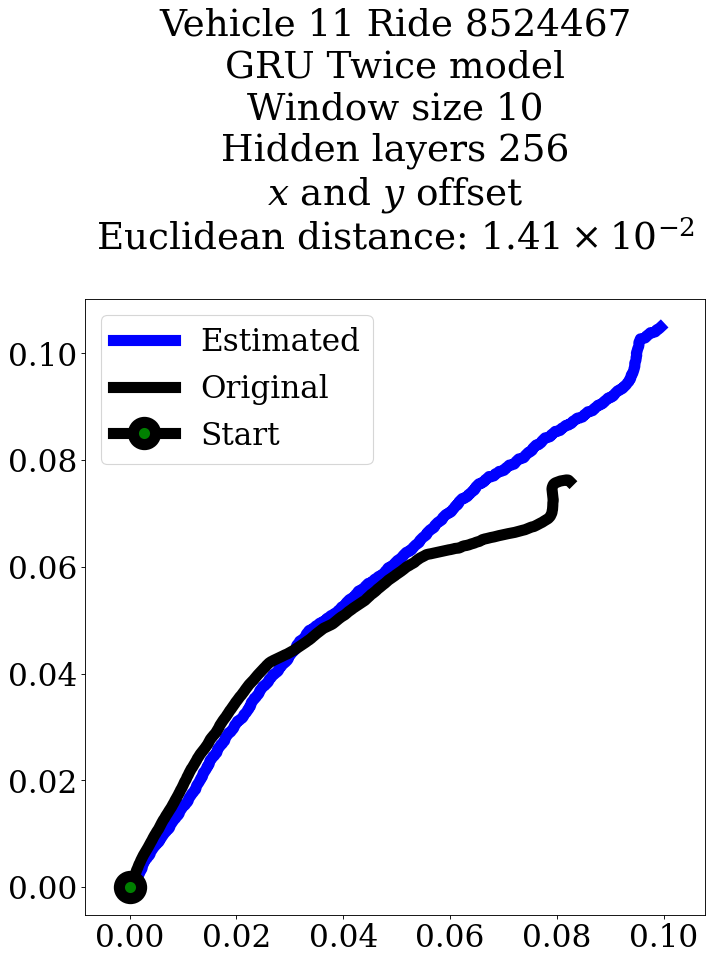 Vehicle 11 Ride 8524467
GRU Twice model
Window size 10
Hidden layers 256
x and y offset
Euclidean distance: 1.41 × 10⁻²
Estimated
Original
Start
0.10
0.08
0.06
0.04
0.02
0.00
0.00 0.02 0.04 0.06 0.08 0.10